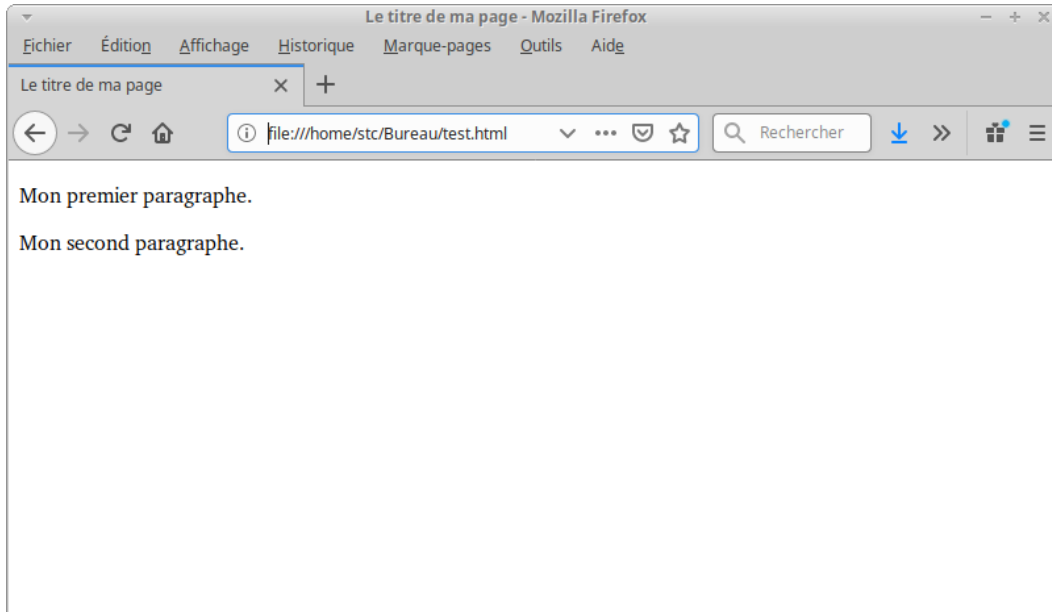 Le titre de ma page - Mozilla Firefox
Fichier Édition Affichage Historique Marque-pages Outils Aide
Le titre de ma page
file:///home/stc/Bureau/test.html Rechercher
Mon premier paragraphe.
Mon second paragraphe.